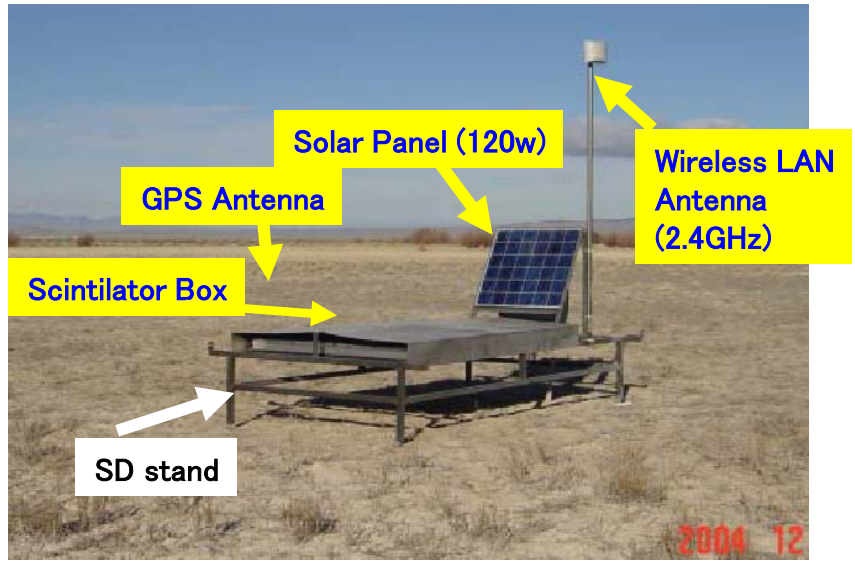 Solar Panel (120w)
Wireless LAN
Antenna
(2.4GHz)
GPS Antenna
Scintilator Box
SD stand
2004 12